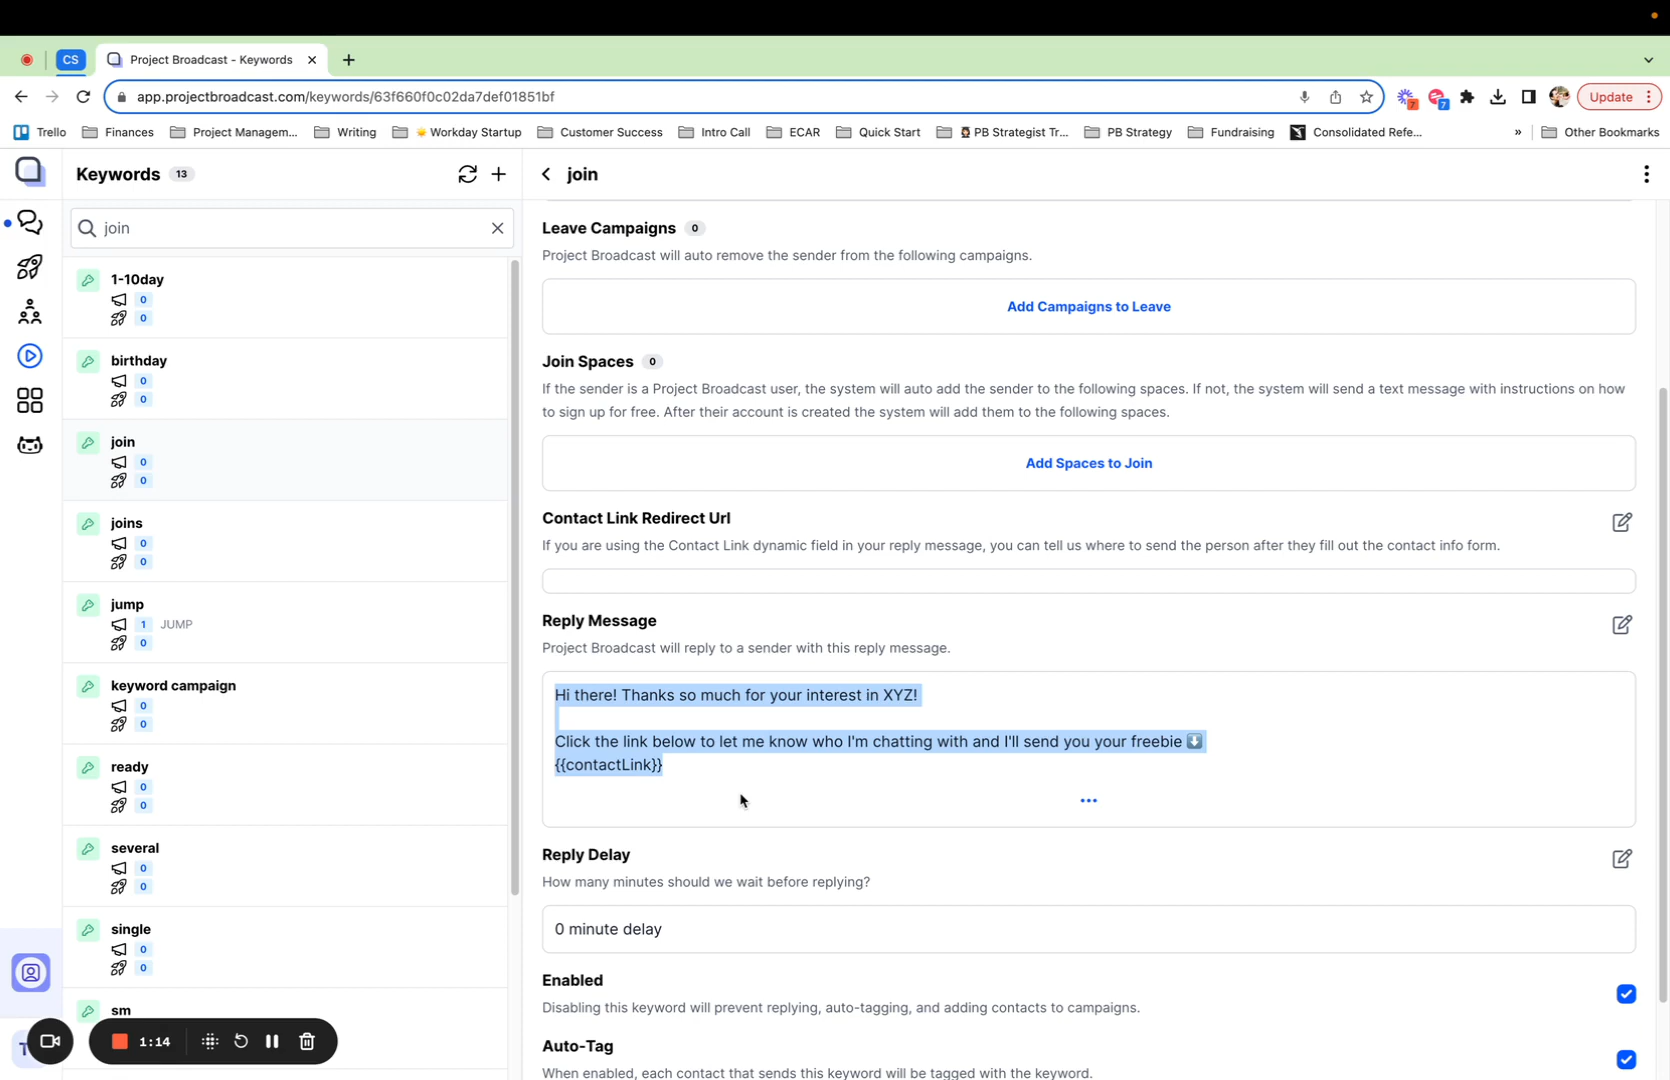 CS
Project Broadcast - Keywords
app.projectbroadcast.com/keywords/63f660f0c02da7def01851bf
7
7
Update
Trello
Finances
Project Managem...
Writing
Workday Startup
Customer Success
Intro Call
ECAR
Quick Start
PB Strategist Tr...
PB Strategy
Fundraising
Consolidated Refe...
»
Other Bookmarks
Keywords 13
join
join
1-10day
0
0
birthday
0
0
join
0
0
joins
0
0
jump
1 JUMP
0
keyword campaign
0
0
ready
0
0
several
0
0
single
0
0
sm
1:14
Leave Campaigns 0
Project Broadcast will auto remove the sender from the following campaigns.
Add Campaigns to Leave
Join Spaces 0
If the sender is a Project Broadcast user, the system will auto add the sender to the following spaces. If not, the system will send a text message with instructions on how
to sign up for free. After their account is created the system will add them to the following spaces.
Add Spaces to Join
Contact Link Redirect Url
If you are using the Contact Link dynamic field in your reply message, you can tell us where to send the person after they fill out the contact info form.
Reply Message
Project Broadcast will reply to a sender with this reply message.
Hi there! Thanks so much for your interest in XYZ!
Click the link below to let me know who I'm chatting with and I'll send you your freebie ⬇️
{{contactLink}}
Reply Delay
How many minutes should we wait before replying?
0 minute delay
Enabled
Disabling this keyword will prevent replying, auto-tagging, and adding contacts to campaigns.
Auto-Tag
When enabled, each contact that sends this keyword will be tagged with the keyword.